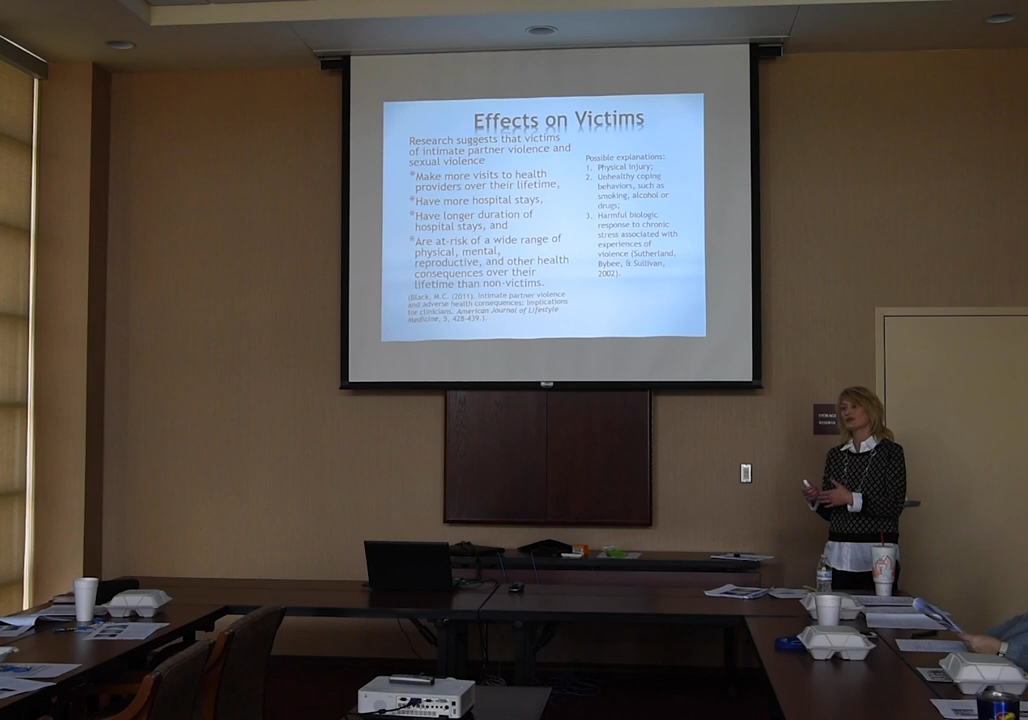 Effects on Victims
Research suggests that victims
of intimate partner violence and
sexual violence
*Make more visits to health
providers over their lifetime,
*Have more hospital stays,
*Have longer duration of
hospital stays, and
*Are at-risk of a wide range of
physical, mental,
reproductive, and other health
consequences over their
lifetime than non-victims.
(Black, M.C. (2011). Intimate partner violence
and adverse health consequences: Implications
for clinicians. American Journal of Lifestyle
Medicine, 5, 428-439.).
Possible explanations:
1. Physical injury;
2. Unhealthy coping
behaviors, such as
smoking, alcohol or
drugs;
3. Harmful biologic
response to chronic
stress associated with
experiences of
violence (Sutherland,
Bybee, & Sullivan,
2002).
STORAGE